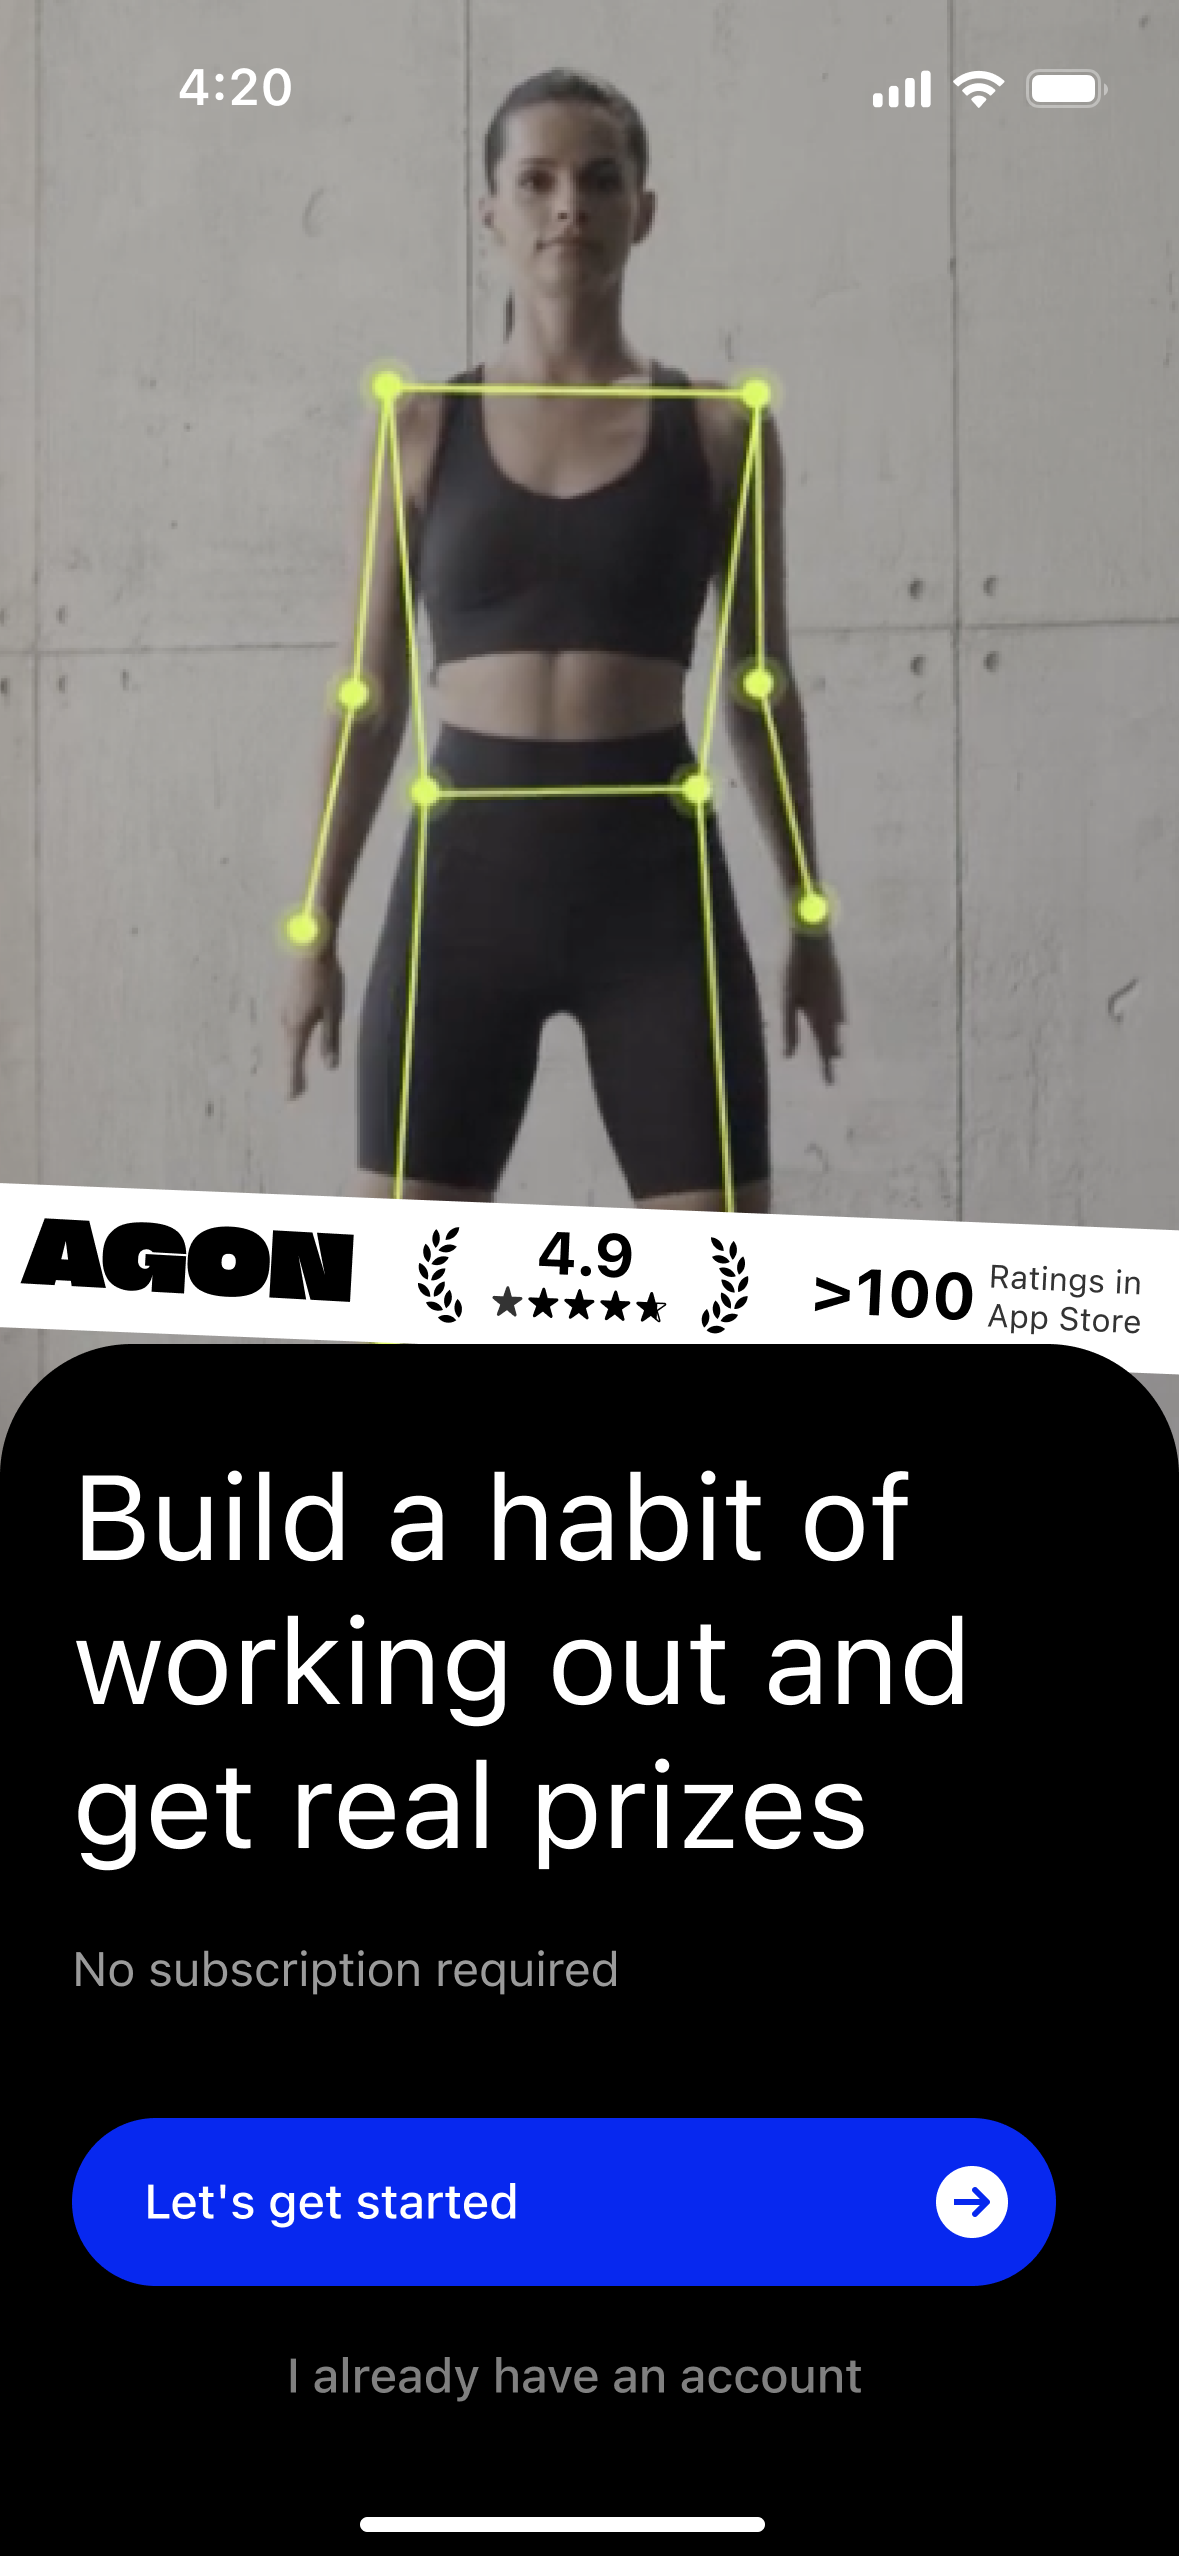 4:20
AGON
4.9
>100
Ratings in
App Store
Build a habit of
working out and
get real prizes
No subscription required
Let's get started
I already have an account